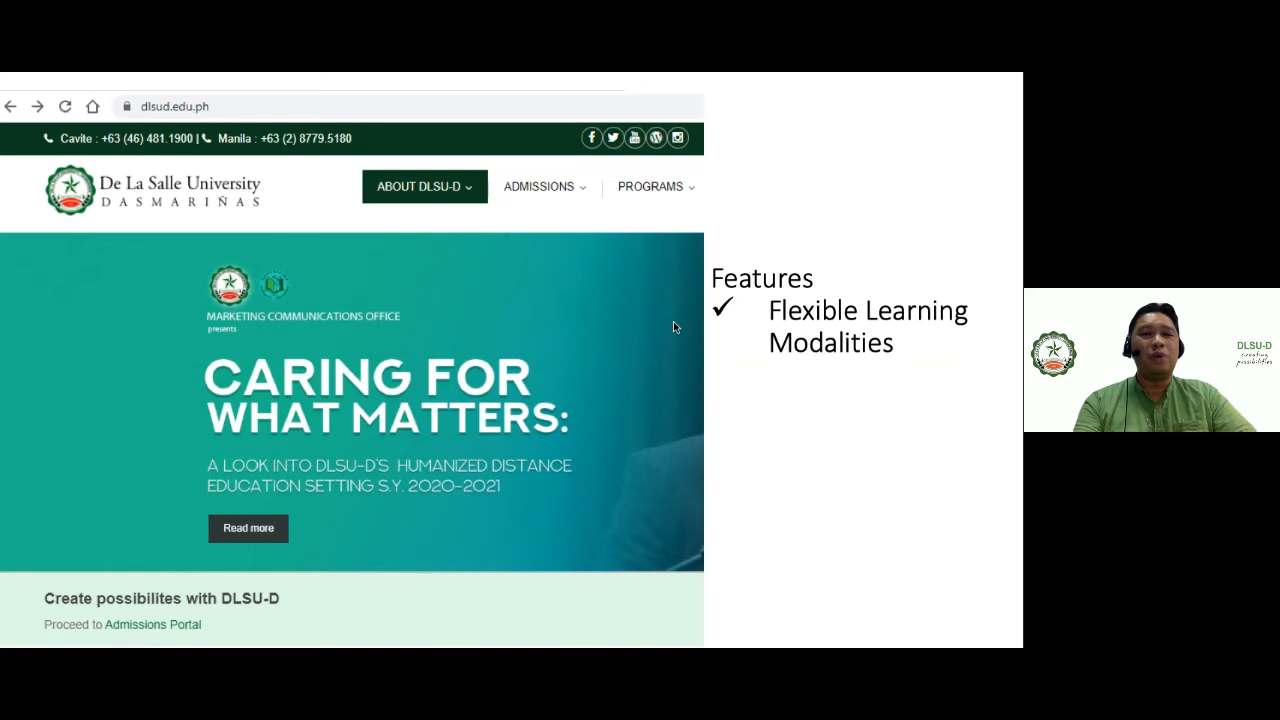 dlsud.edu.ph
Cavite : +63 (46) 481.1900 | Manila : +63 (2) 8779.5180
De La Salle University
DASMARIÑAS
ABOUT DLSU-D
ADMISSIONS
PROGRAMS
MARKETING COMMUNICATIONS OFFICE
presents
CARING FOR
WHAT MATTERS:
A LOOK INTO DLSU-D'S HUMANIZED DISTANCE
EDUCATION SETTING S.Y. 2020-2021
Read more
Create possibilites with DLSU-D
Proceed to Admissions Portal
Features
✓ Flexible Learning
Modalities
DLSU-D
creating
possibilities